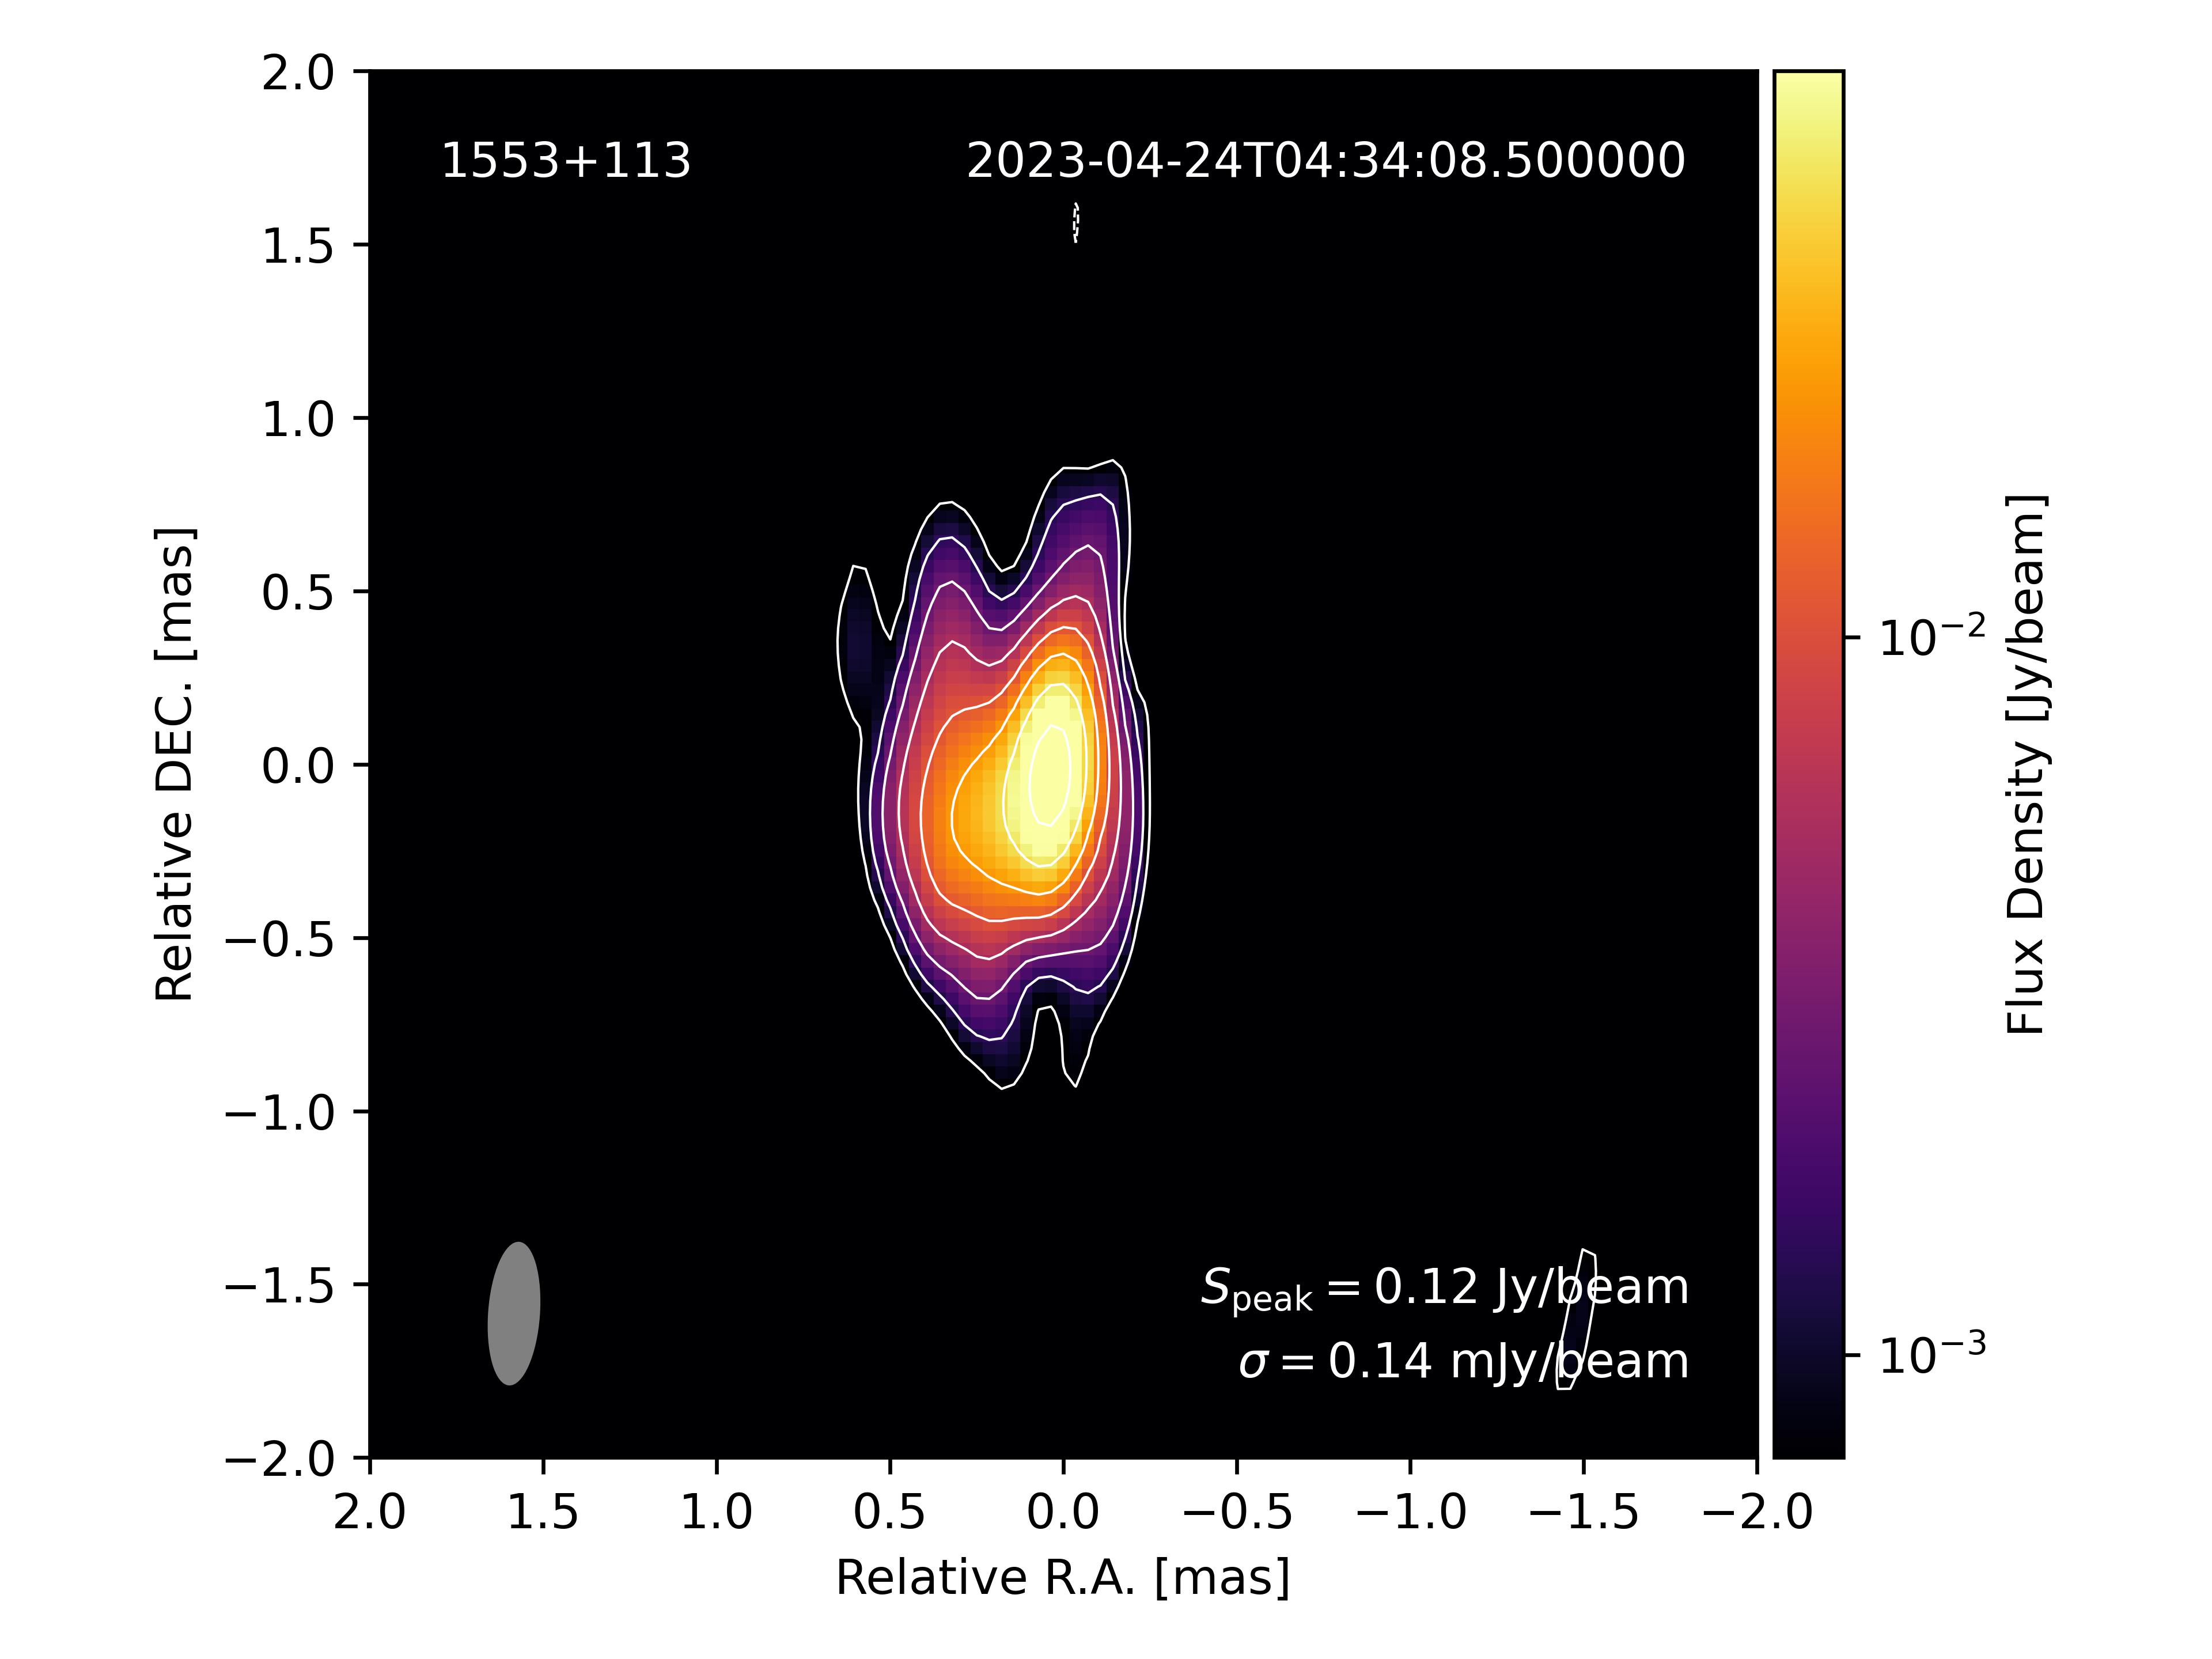 1553+113 2023-04-24T04:34:08.500000
2.0
1.5
1.0
0.5
0.0
−0.5
−1.0
−1.5
−2.0
Relative DEC. [mas]
S_peak = 0.12 Jy/beam
σ = 0.14 mJy/beam
2.0 1.5 1.0 0.5 0.0 −0.5 −1.0 −1.5 −2.0
Relative R.A. [mas]
10⁻²
10⁻³
Flux Density [Jy/beam]